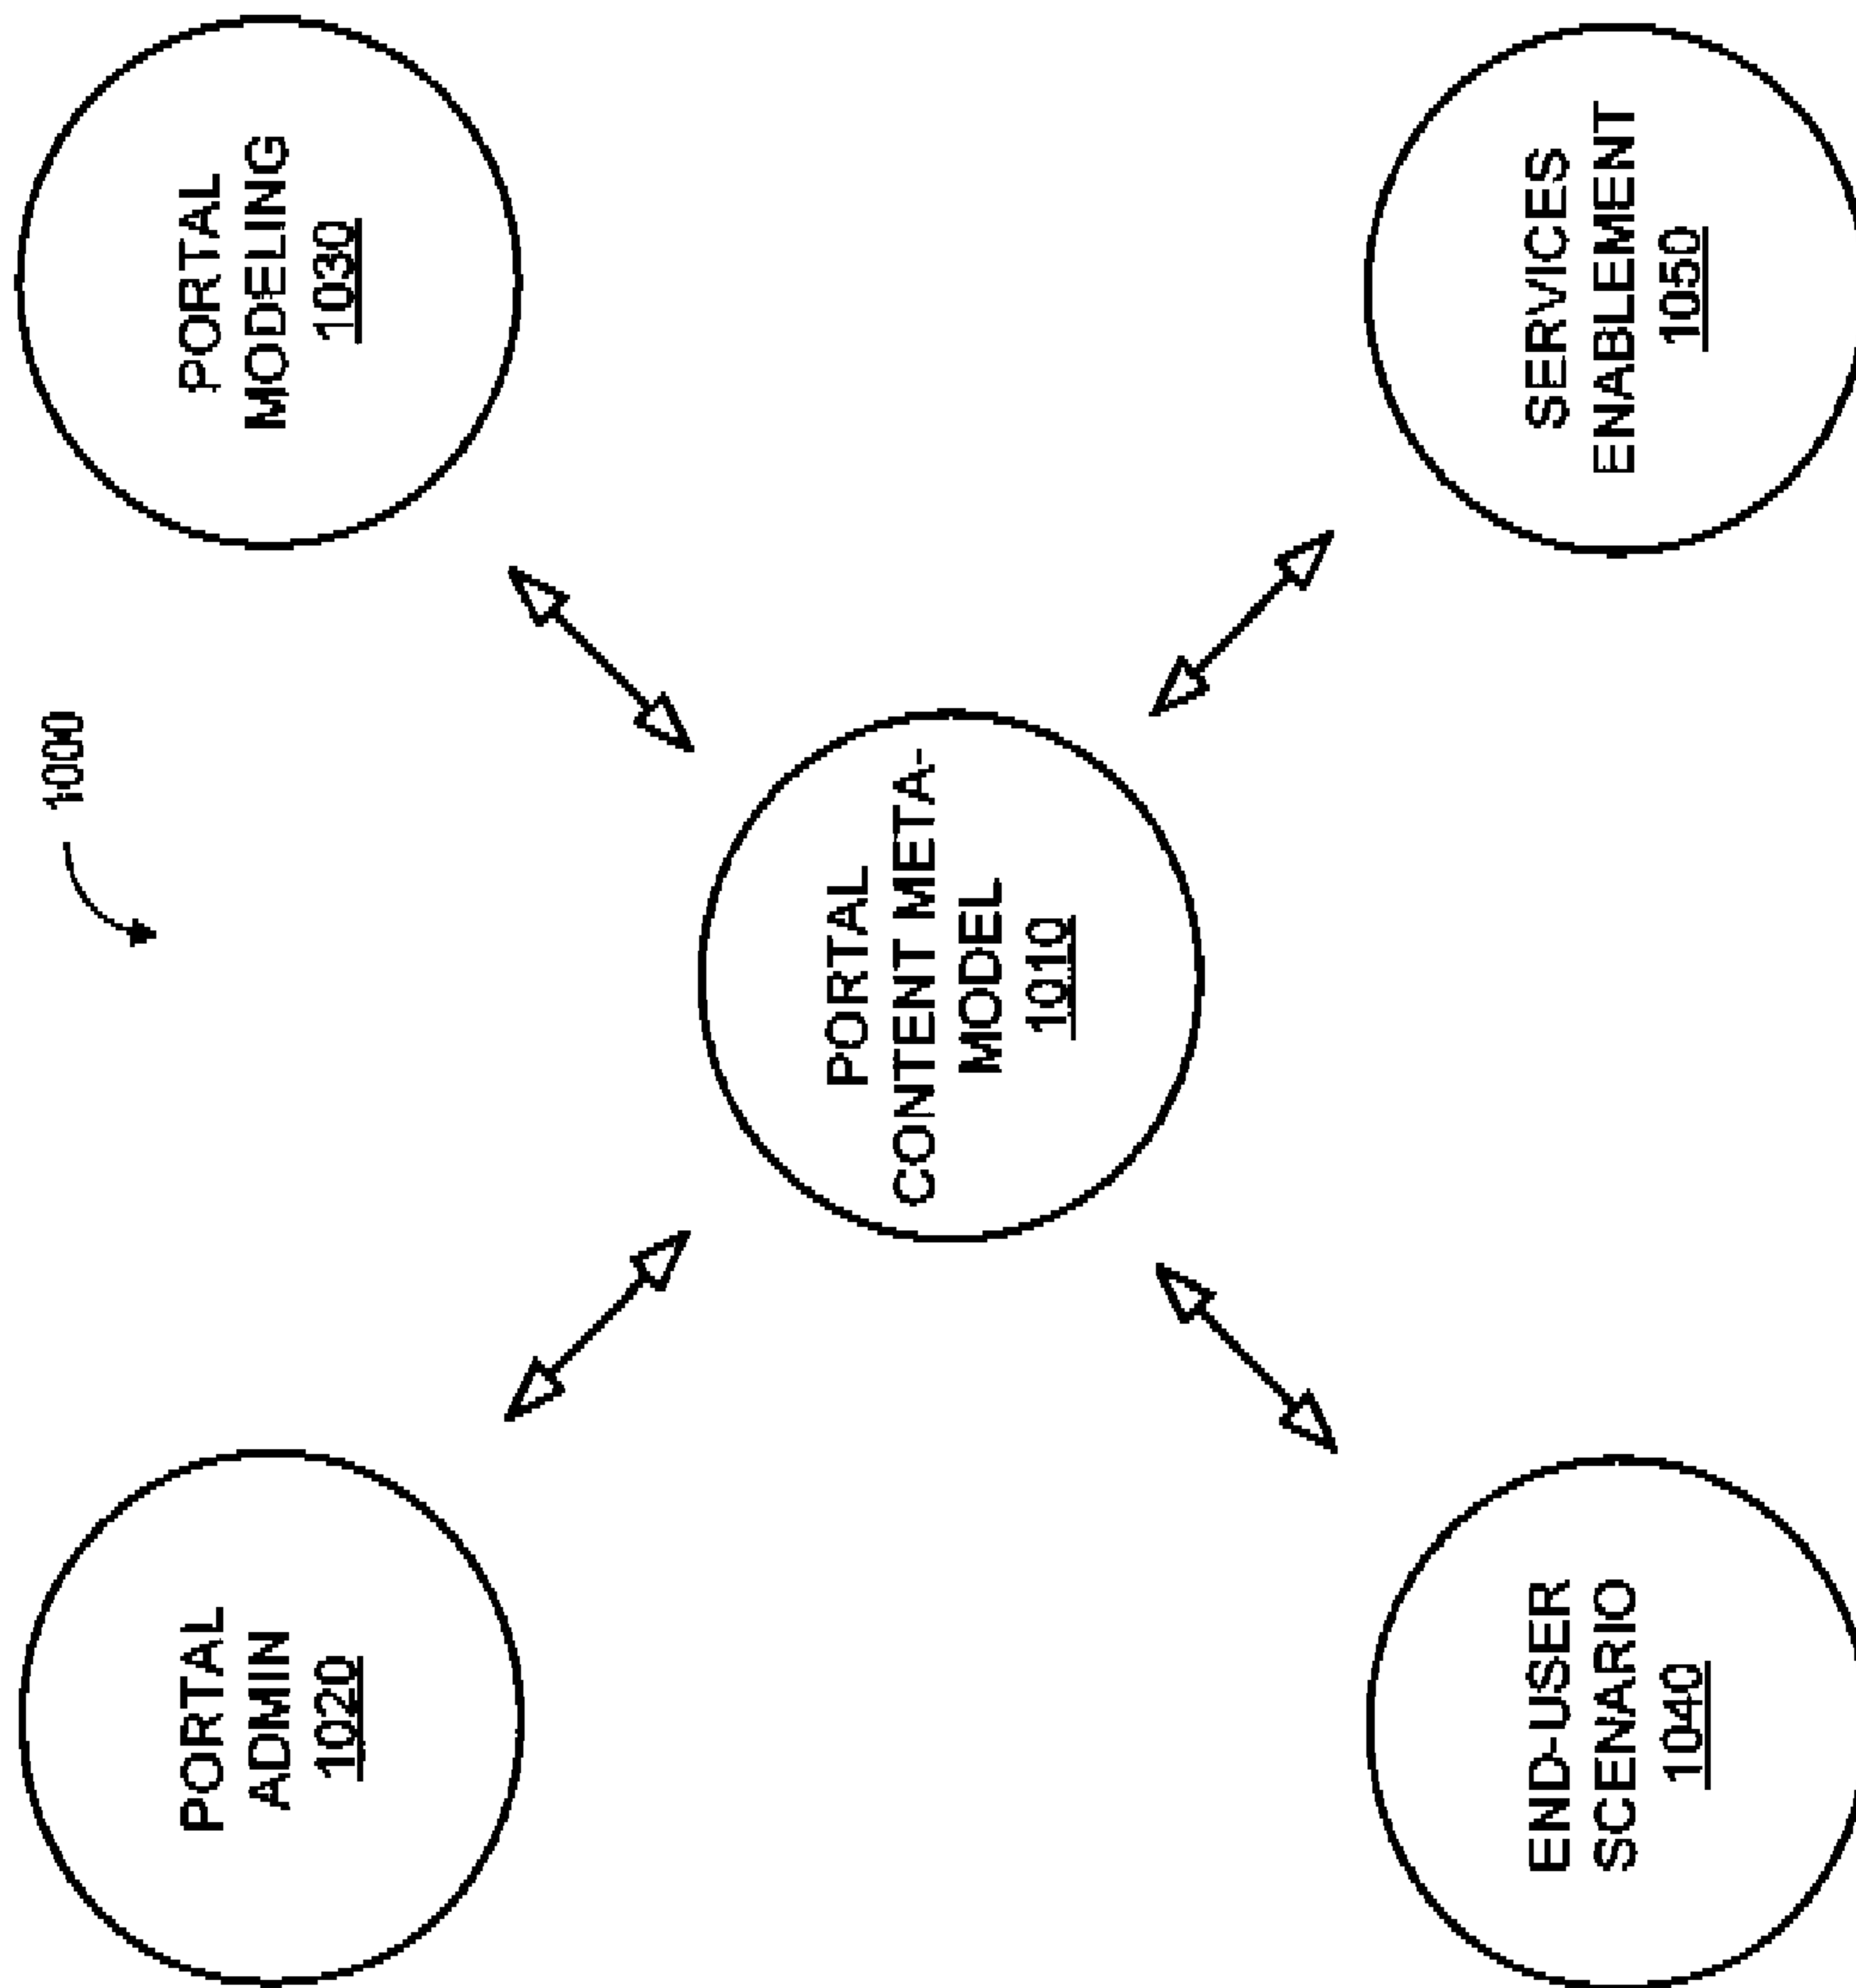 1000
PORTAL
ADMIN
1020
PORTAL
MODELING
1030
PORTAL
CONTENT META-
MODEL
1010
END-USER
SCENARIO
1040
SERVICES
ENABLEMENT
1050